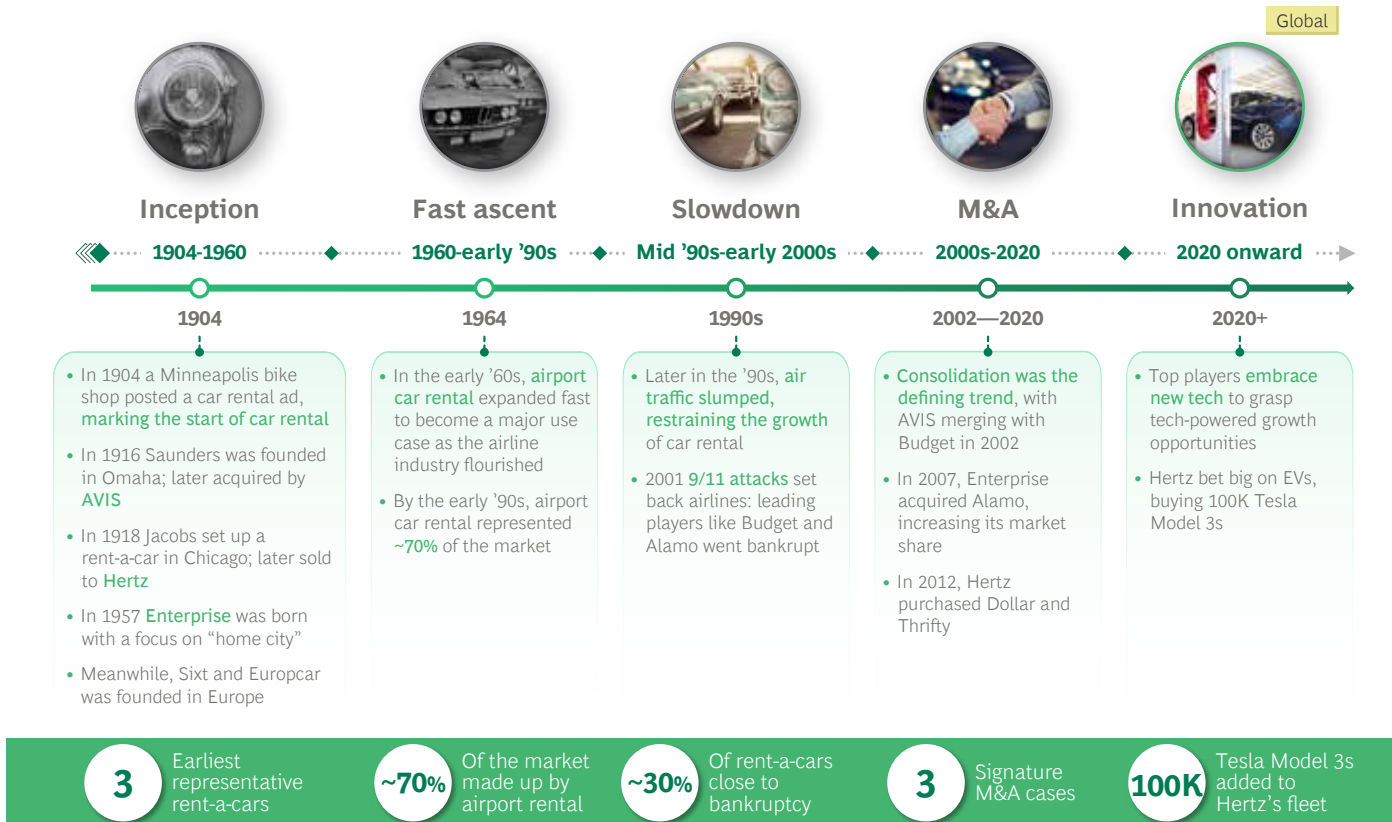 Global
Inception
Fast ascent
Slowdown
M&A
Innovation
1904-1960
1960-early ’90s
Mid ’90s-early 2000s
2000s-2020
2020 onward
1904
1964
1990s
2002—2020
2020+
• In 1904 a Minneapolis bike
shop posted a car rental ad,
marking the start of car rental
• In 1916 Saunders was founded
in Omaha; later acquired by
AVIS
• In 1918 Jacobs set up a
rent-a-car in Chicago; later sold
to Hertz
• In 1957 Enterprise was born
with a focus on “home city”
• Meanwhile, Sixt and Europcar
was founded in Europe
• In the early ’60s, airport
car rental expanded fast
to become a major use
case as the airline
industry flourished
• By the early ’90s, airport
car rental represented
~70% of the market
• Later in the ’90s, air
traffic slumped,
restraining the growth
of car rental
• 2001 9/11 attacks set
back airlines: leading
players like Budget and
Alamo went bankrupt
• Consolidation was the
defining trend, with
AVIS merging with
Budget in 2002
• In 2007, Enterprise
acquired Alamo,
increasing its market
share
• In 2012, Hertz
purchased Dollar and
Thrifty
• Top players embrace
new tech to grasp
tech-powered growth
opportunities
• Hertz bet big on EVs,
buying 100K Tesla
Model 3s
3
Earliest
representative
rent-a-cars
~70%
Of the market
made up by
airport rental
~30%
Of rent-a-cars
close to
bankruptcy
3
Signature
M&A cases
100K
Tesla Model 3s
added to
Hertz’s fleet